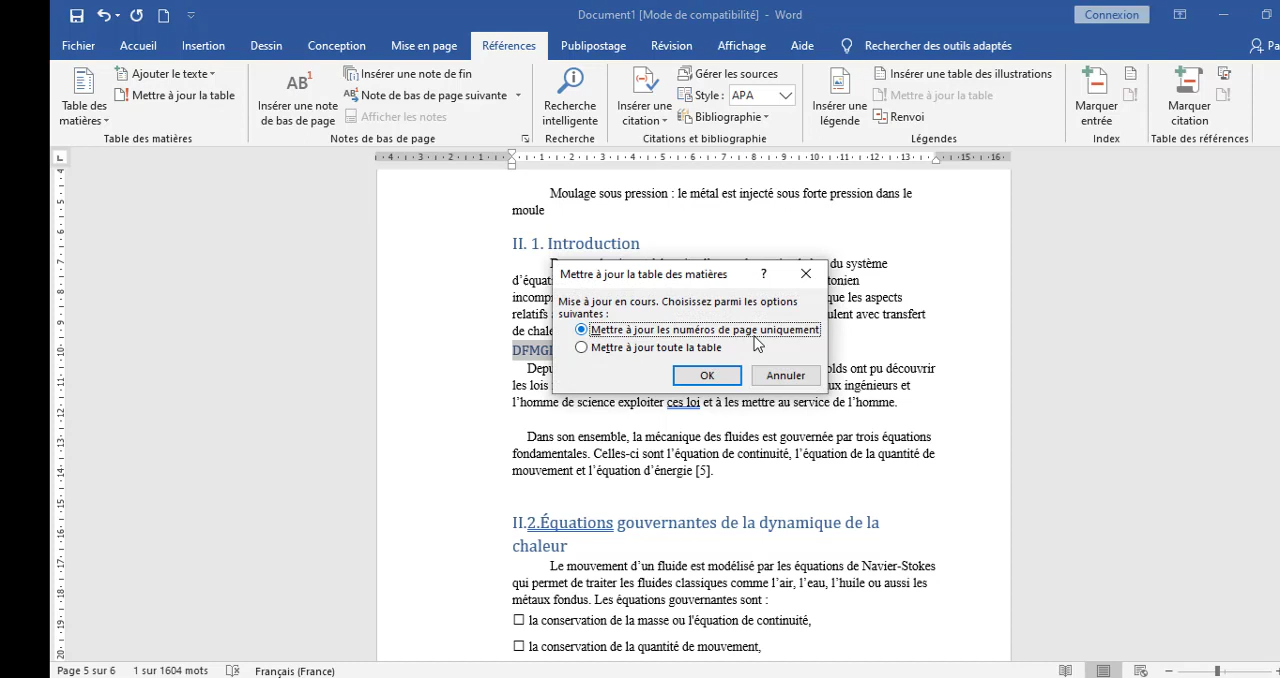 Document1 [Mode de compatibilité] - Word
Connexion
Fichier Accueil Insertion Dessin Conception Mise en page Références Publipostage Révision Affichage Aide Rechercher des outils adaptés Pa
Table des matières
Ajouter le texte
Mettre à jour la table
Table des matières
AB1
Insérer une note de bas de page
Insérer une note de fin
Note de bas de page suivante
Afficher les notes
Notes de bas de page
Recherche intelligente
Recherche
Insérer une citation
Gérer les sources
Style : APA
Bibliographie
Citations et bibliographie
Insérer une légende
Insérer une table des illustrations
Mettre à jour la table
Renvoi
Légendes
Marquer entrée
Index
Marquer citation
Table des références
Moulage sous pression : le métal est injecté sous forte pression dans le
moule
II. 1. Introduction
du système
d’équat
tonien
incomp
que les aspects
relatifs
ulent avec transfert
de chale
DFMGI
Depu
olds ont pu découvrir
les lois
ux ingénieurs et
l’homme de science exploiter ces loi et à les mettre au service de l’homme.
Dans son ensemble, la mécanique des fluides est gouvernée par trois équations
fondamentales. Celles-ci sont l’équation de continuité, l’équation de la quantité de
mouvement et l’équation d’énergie [5].
II.2.Équations gouvernantes de la dynamique de la
chaleur
Le mouvement d’un fluide est modélisé par les équations de Navier-Stokes
qui permet de traiter les fluides classiques comme l’air, l’eau, l’huile ou aussi les
métaux fondus. Les équations gouvernantes sont :
☐ la conservation de la masse ou l'équation de continuité,
☐ la conservation de la quantité de mouvement,
Mettre à jour la table des matières ?
Mise à jour en cours. Choisissez parmi les options
suivantes :
Mettre à jour les numéros de page uniquement
Mettre à jour toute la table
OK Annuler
Page 5 sur 6 1 sur 1604 mots Français (France)